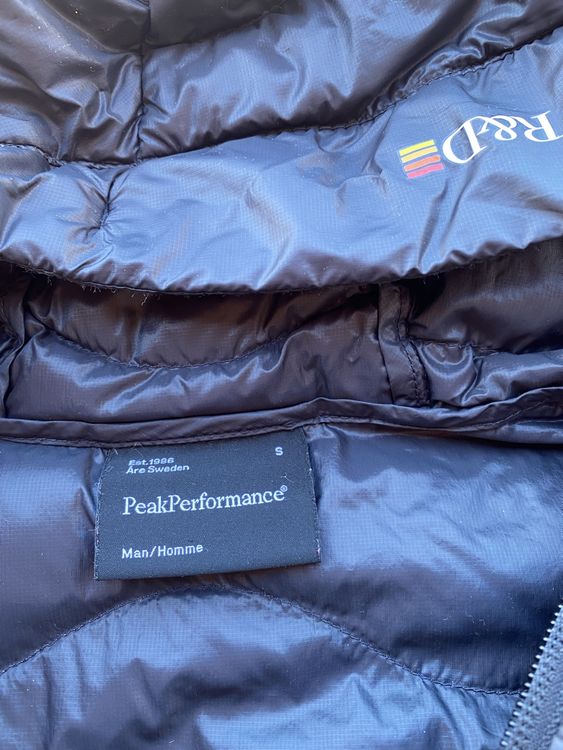 R&D
Est.1986
Åre Sweden
S
PeakPerformance®
Man/Homme